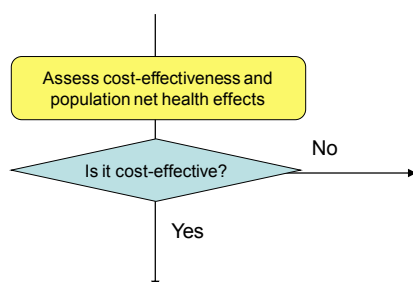 Assess cost-effectiveness and
population net health effects
No
Is it cost-effective?
Yes